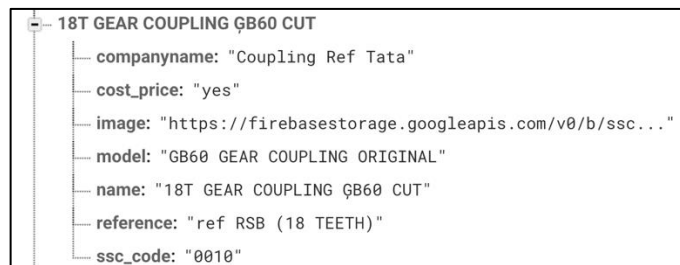 18T GEAR COUPLING ĢB60 CUT
companyname: "Coupling Ref Tata"
cost_price: "yes"
image: "https://firebasestorage.googleapis.com/v0/b/ssc..."
model: "GB60 GEAR COUPLING ORIGINAL"
name: "18T GEAR COUPLING ĢB60 CUT"
reference: "ref RSB (18 TEETH)"
ssc_code: "0010"